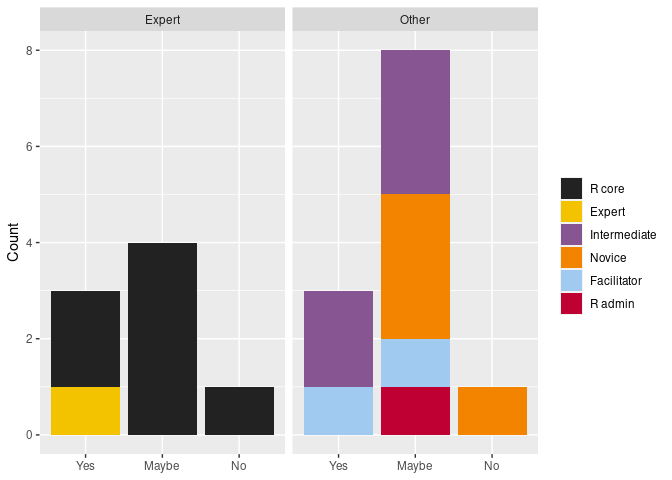 Expert
Other
8
6
4
2
0
Count
Yes
Maybe
No
Yes
Maybe
No
R core
Expert
Intermediate
Novice
Facilitator
R admin